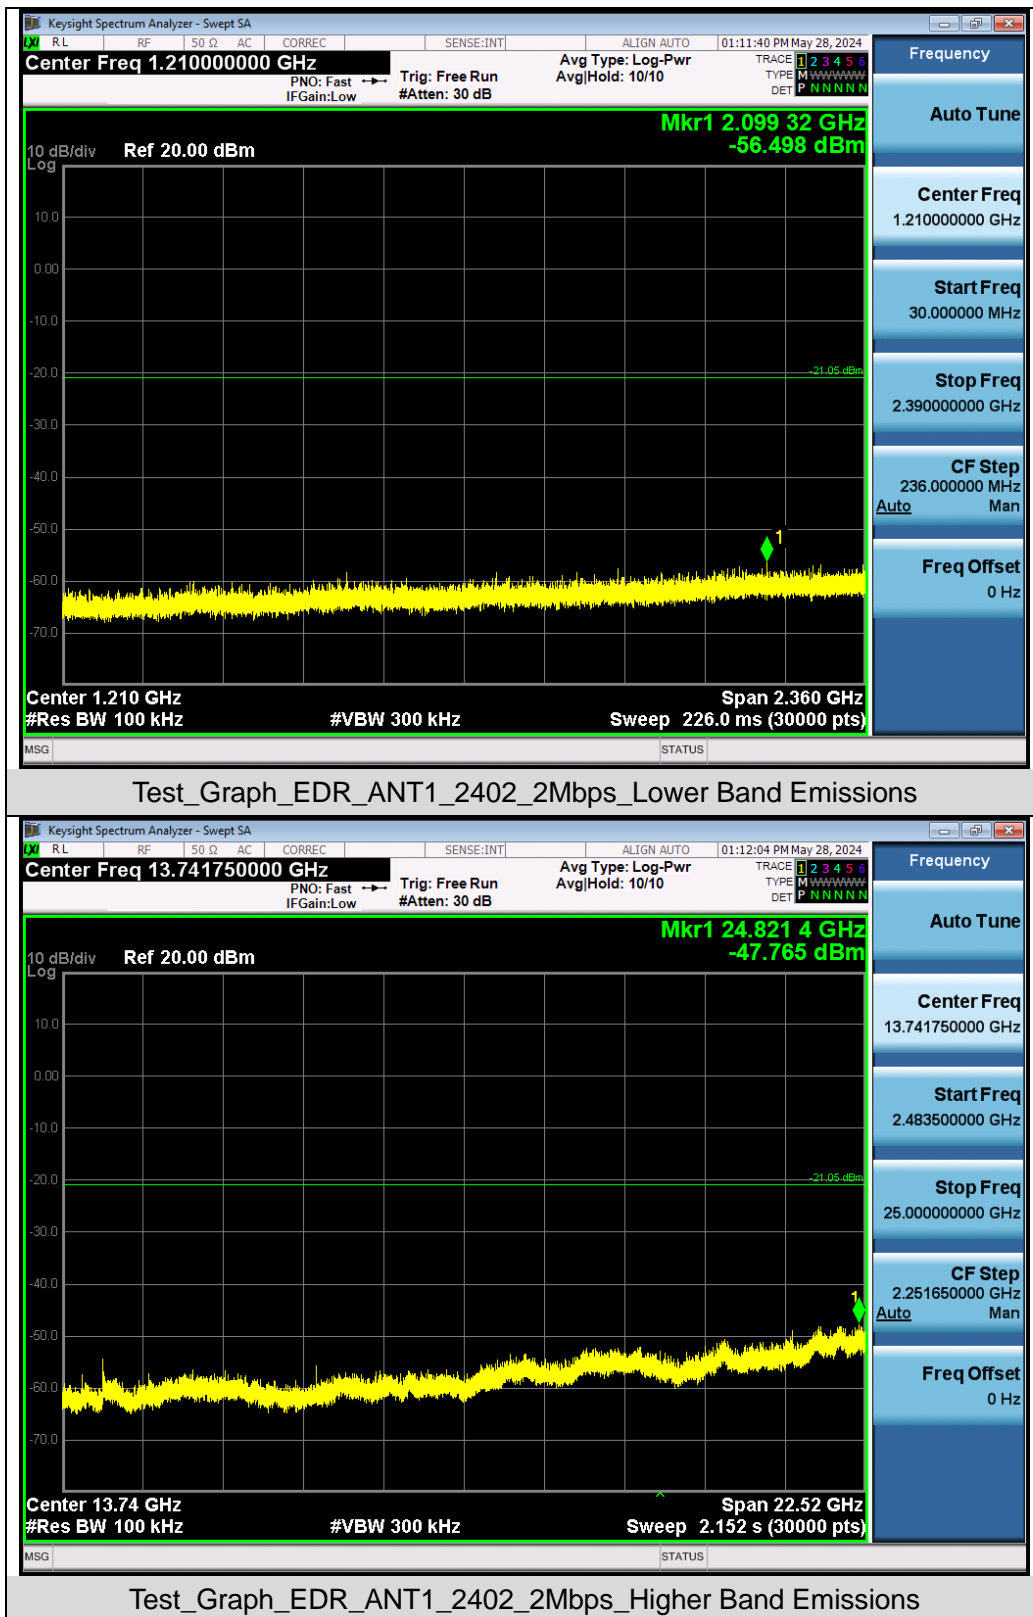 Keysight Spectrum Analyzer - Swept SA
LXI RL RF 50 Ω AC CORREC SENSE:INT ALIGN AUTO 01:11:40 PM May 28, 2024
Center Freq 1.210000000 GHz
PNO: Fast
IFGain:Low
Trig: Free Run
#Atten: 30 dB
Avg Type: Log-Pwr
Avg|Hold: 10/10
TRACE 1 2 3 4 5 6
TYPE M WWWWW
DET P N N N N N
Frequency
Mkr1 2.099 32 GHz
-56.498 dBm
10 dB/div Ref 20.00 dBm
Log
10.0
0.00
-10.0
-20.0
-21.05 dBm
-30.0
-40.0
-50.0
1
-60.0
-70.0
Center 1.210 GHz Span 2.360 GHz
#Res BW 100 kHz #VBW 300 kHz Sweep 226.0 ms (30000 pts)
MSG STATUS
Auto Tune
Center Freq
1.210000000 GHz
Start Freq
30.000000 MHz
Stop Freq
2.390000000 GHz
CF Step
236.000000 MHz
Auto Man
Freq Offset
0 Hz
Test_Graph_EDR_ANT1_2402_2Mbps_Lower Band Emissions
Keysight Spectrum Analyzer - Swept SA
LXI RL RF 50 Ω AC CORREC SENSE:INT ALIGN AUTO 01:12:04 PM May 28, 2024
Center Freq 13.741750000 GHz
PNO: Fast
IFGain:Low
Trig: Free Run
#Atten: 30 dB
Avg Type: Log-Pwr
Avg|Hold: 10/10
TRACE 1 2 3 4 5 6
TYPE M WWWWW
DET P N N N N N
Frequency
Mkr1 24.821 4 GHz
-47.765 dBm
10 dB/div Ref 20.00 dBm
Log
10.0
0.00
-10.0
-20.0
-21.05 dBm
-30.0
-40.0
1
-50.0
-60.0
-70.0
Center 13.74 GHz Span 22.52 GHz
#Res BW 100 kHz #VBW 300 kHz Sweep 2.152 s (30000 pts)
MSG STATUS
Auto Tune
Center Freq
13.741750000 GHz
Start Freq
2.483500000 GHz
Stop Freq
25.000000000 GHz
CF Step
2.251650000 GHz
Auto Man
Freq Offset
0 Hz
Test_Graph_EDR_ANT1_2402_2Mbps_Higher Band Emissions